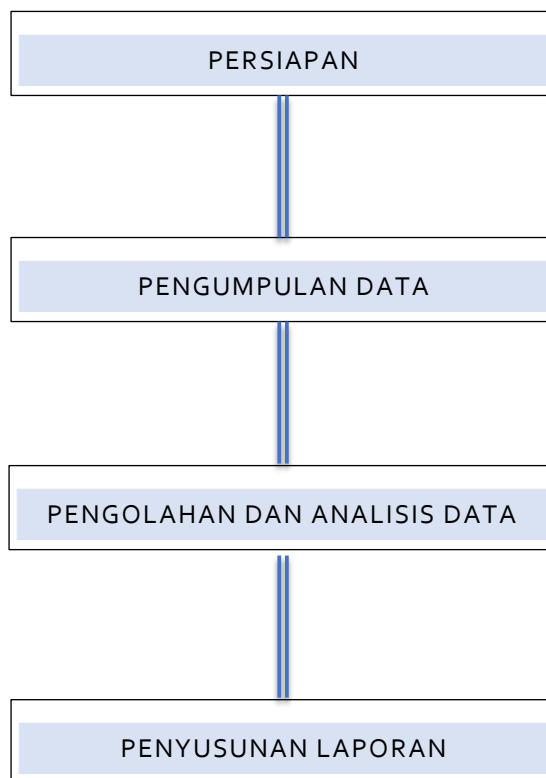 PERSIAPAN
PENGUMPULAN DATA
PENGOLAHAN DAN ANALISIS DATA
PENYUSUNAN LAPORAN